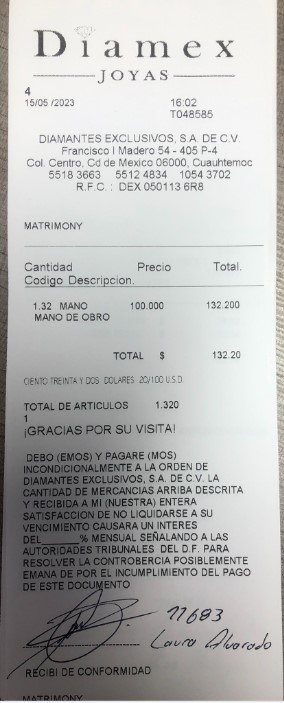 Diamex
JOYAS
4
15/05 /2023 16:02
T048585
DIAMANTES EXCLUSIVOS, S.A. DE C.V.
Francisco I Madero 54 - 405 P-4
Col. Centro, Cd de Mexico 06000, Cuauhtemoc
5518 3663 5512 4834 1054 3702
R.F.C. : DEX 050113 6R8
MATRIMONY
Cantidad Precio Total.
Codigo Descripcion.
1.32 MANO 100.000 132.200
MANO DE OBRO
TOTAL $ 132.20
CIENTO TREINTA Y DOS DOLARES 20/100 U.S.D.
TOTAL DE ARTICULOS 1.320
1
¡GRACIAS POR SU VISITA!
DEBO (EMOS) Y PAGARE (MOS)
INCONDICIONALMENTE A LA ORDEN DE
DIAMANTES EXCLUSIVOS, S.A. DE C.V. LA
CANTIDAD DE MERCANCIAS ARRIBA DESCRITA
Y RECIBIDA A MI (NUESTRA) ENTERA
SATISFACCION DE NO LIQUIDARSE A SU
VENCIMIENTO CAUSARA UN INTERES
DEL_____% MENSUAL SEÑALANDO A LAS
AUTORIDADES TRIBUNALES DEL D.F. PARA
RESOLVER LA CONTROBERCIA POSIBLEMENTE
EMANA DE POR EL INCUMPLIMIENTO DEL PAGO
DE ESTE DOCUMENTO
11683
Laura Alvarado
RECIBI DE CONFORMIDAD
MATRIMONY